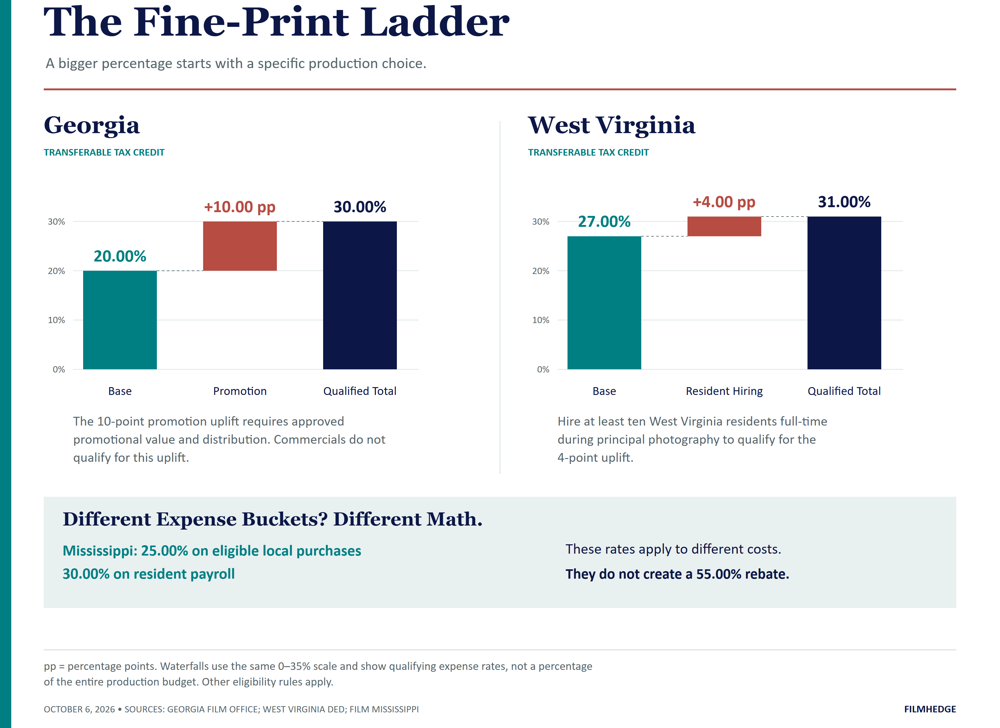 The Fine-Print Ladder
A bigger percentage starts with a specific production choice.
Georgia
TRANSFERABLE TAX CREDIT
+10.00 pp
30.00%
30%
20.00%
20%
10%
0%
Base
Promotion
Qualified Total
The 10-point promotion uplift requires approved
promotional value and distribution. Commercials do not
qualify for this uplift.
West Virginia
TRANSFERABLE TAX CREDIT
+4.00 pp
31.00%
30%
27.00%
20%
10%
0%
Base
Resident Hiring
Qualified Total
Hire at least ten West Virginia residents full-time
during principal photography to qualify for the
4-point uplift.
Different Expense Buckets? Different Math.
Mississippi: 25.00% on eligible local purchases
30.00% on resident payroll
These rates apply to different costs.
They do not create a 55.00% rebate.
pp = percentage points. Waterfalls use the same 0–35% scale and show qualifying expense rates, not a percentage
of the entire production budget. Other eligibility rules apply.
OCTOBER 6, 2026 • SOURCES: GEORGIA FILM OFFICE; WEST VIRGINIA DED; FILM MISSISSIPPI
FILMHEDGE